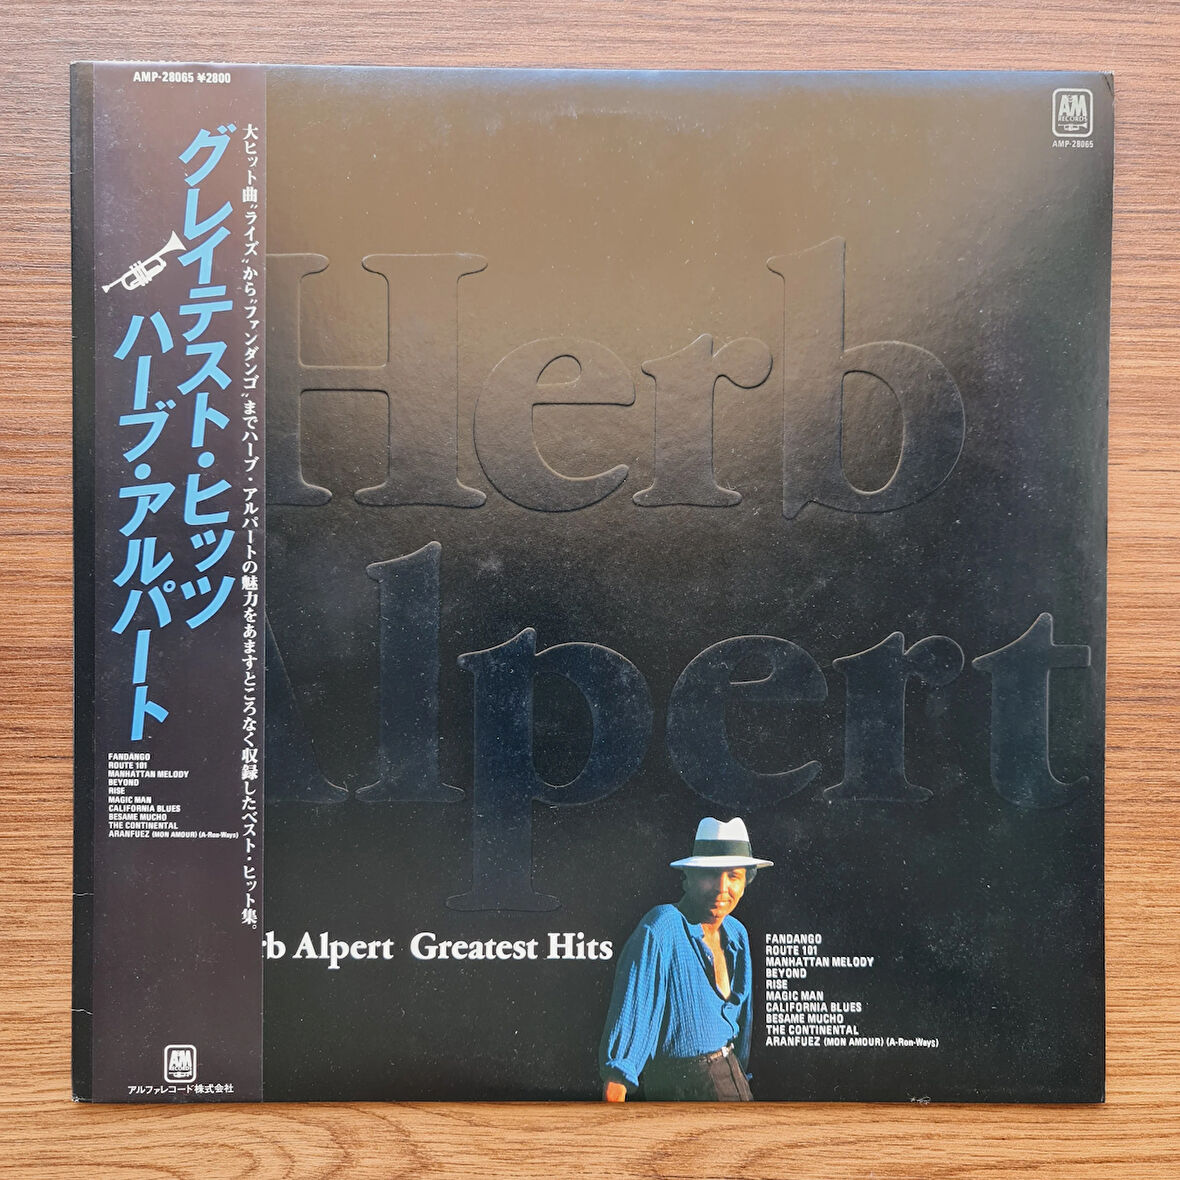 AMP-28065 ¥2800
大ヒット曲"ライズ"から"ファンダンゴ"までハーブ・アルパートの魅力をあますところなく収録したベスト・ヒット集。
グレイテスト・ヒッツ
ハーブ・アルパート
FANDANGO
ROUTE 101
MANHATTAN MELODY
BEYOND
RISE
MAGIC MAN
CALIFORNIA BLUES
BESAME MUCHO
THE CONTINENTAL
ARANFUEZ (MON AMOUR) (A-Ron-Ways)
A&M
RECORDS
アルファレコード株式会社
A&M
RECORDS
AMP-28065
Herb
Alpert
rb Alpert Greatest Hits
FANDANGO
ROUTE 101
MANHATTAN MELODY
BEYOND
RISE
MAGIC MAN
CALIFORNIA BLUES
BESAME MUCHO
THE CONTINENTAL
ARANFUEZ (MON AMOUR) (A-Ron-Ways)